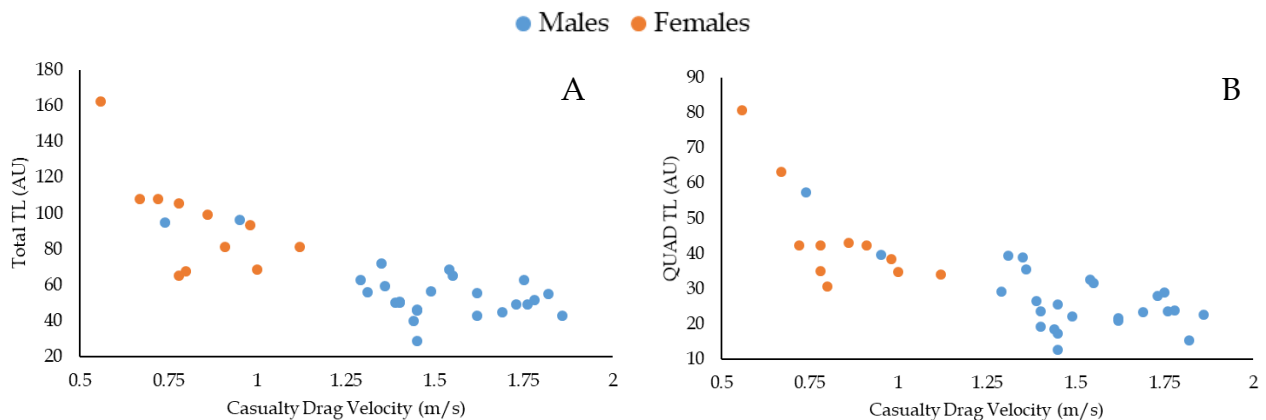 Males Females
A
Total TL (AU)
180
160
140
120
100
80
60
40
20
0.5 0.75 1 1.25 1.5 1.75 2
Casualty Drag Velocity (m/s)
B
QUAD TL (AU)
90
80
70
60
50
40
30
20
10
0.5 0.75 1 1.25 1.5 1.75 2
Casualty Drag Velocity (m/s)